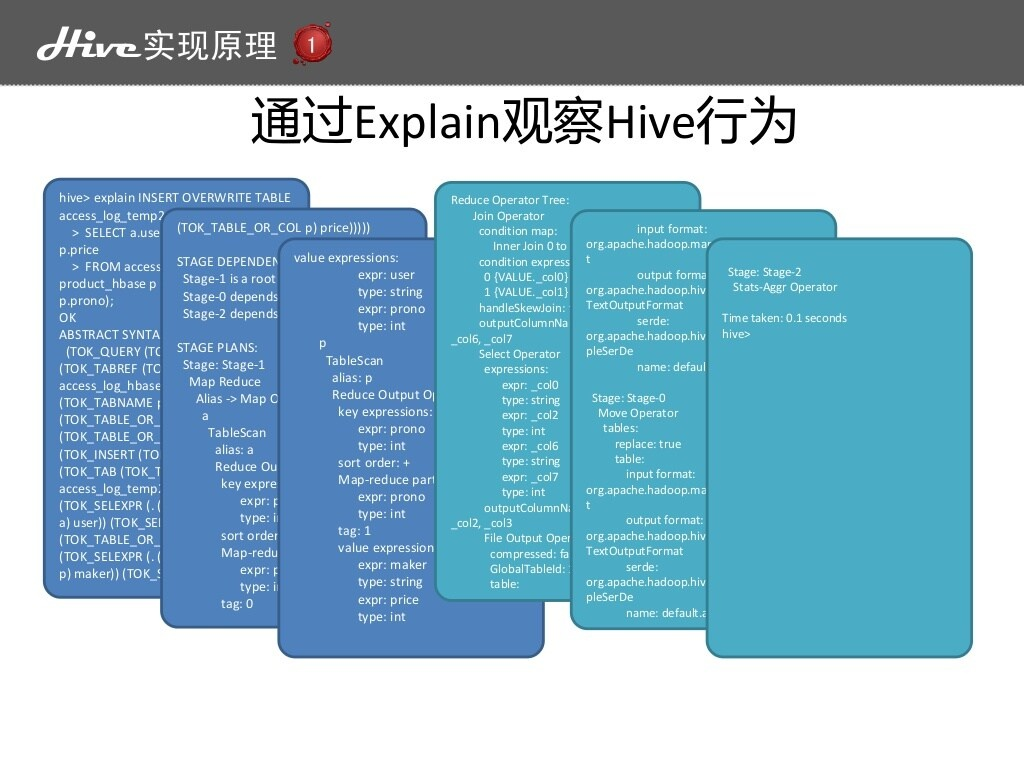 Hive实现原理 1
通过Explain观察Hive行为
hive> explain INSERT OVERWRITE TABLE
access_log_temp2
> SELECT a.use
p.price
> FROM access
product_hbase p
p.prono);
OK
ABSTRACT SYNTA
(TOK_QUERY (TO
(TOK_TABREF (TO
access_log_hbase
(TOK_TABNAME p
(TOK_TABLE_OR_
(TOK_TABLE_OR_
(TOK_INSERT (TO
(TOK_TAB (TOK_T
access_log_temp2
(TOK_SELEXPR (. (
a) user)) (TOK_SEL
(TOK_TABLE_OR_
(TOK_SELEXPR (. (
p) maker)) (TOK_S
(TOK_TABLE_OR_COL p) price)))))
STAGE DEPENDEN
Stage-1 is a root
Stage-0 depends
Stage-2 depends
STAGE PLANS:
Stage: Stage-1
Map Reduce
Alias -> Map O
a
TableScan
alias: a
Reduce Ou
key expre
expr: p
type: i
sort order
Map-redu
expr: p
type: i
tag: 0
value expressions:
expr: user
type: string
expr: prono
type: int
p
TableScan
alias: p
Reduce Output Op
key expressions:
expr: prono
type: int
sort order: +
Map-reduce part
expr: prono
type: int
tag: 1
value expression
expr: maker
type: string
expr: price
type: int
Reduce Operator Tree:
Join Operator
condition map:
Inner Join 0 to
condition express
0 {VALUE._col0}
1 {VALUE._col1}
handleSkewJoin:
outputColumnNa
_col6, _col7
Select Operator
expressions:
expr: _col0
type: string
expr: _col2
type: int
expr: _col6
type: string
expr: _col7
type: int
outputColumnNa
_col2, _col3
File Output Oper
compressed: fa
GlobalTableId:
table:
input format:
org.apache.hadoop.map
t
output forma
org.apache.hadoop.hiv
TextOutputFormat
serde:
org.apache.hadoop.hiv
pleSerDe
name: defaul
Stage: Stage-0
Move Operator
tables:
replace: true
table:
input format:
org.apache.hadoop.ma
t
output format:
org.apache.hadoop.hiv
TextOutputFormat
serde:
org.apache.hadoop.hiv
pleSerDe
name: default.a
Stage: Stage-2
Stats-Aggr Operator
Time taken: 0.1 seconds
hive>